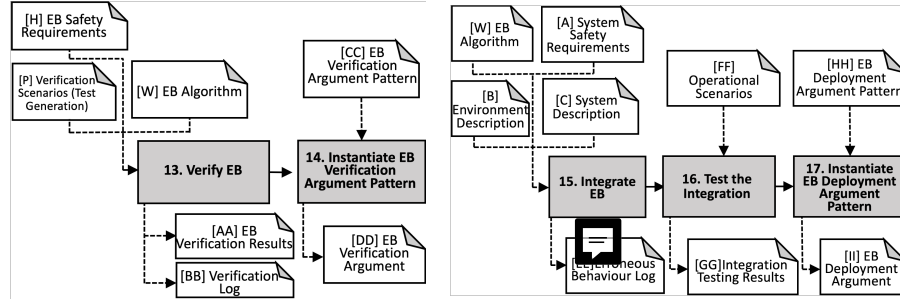 [H] EB Safety
Requirements
[P] Verification
Scenarios (Test
Generation)
[W] EB Algorithm
[CC] EB
Verification
Argument Pattern
13. Verify EB
14. Instantiate EB
Verification
Argument Pattern
[AA] EB
Verification Results
[BB] Verification
Log
[DD] EB
Verification
Argument
[W] EB
Algorithm
[A] System
Safety
Requirements
[B]
Environment
Description
[C] System
Description
[FF]
Operational
Scenarios
[HH] EB
Deployment
Argument Pattern
15. Integrate
EB
16. Test the
Integration
17. Instantiate
EB Deployment
Argument
Pattern
Behaviour Log
[GG]Integration
Testing Results
[II] EB
Deployment
Argument